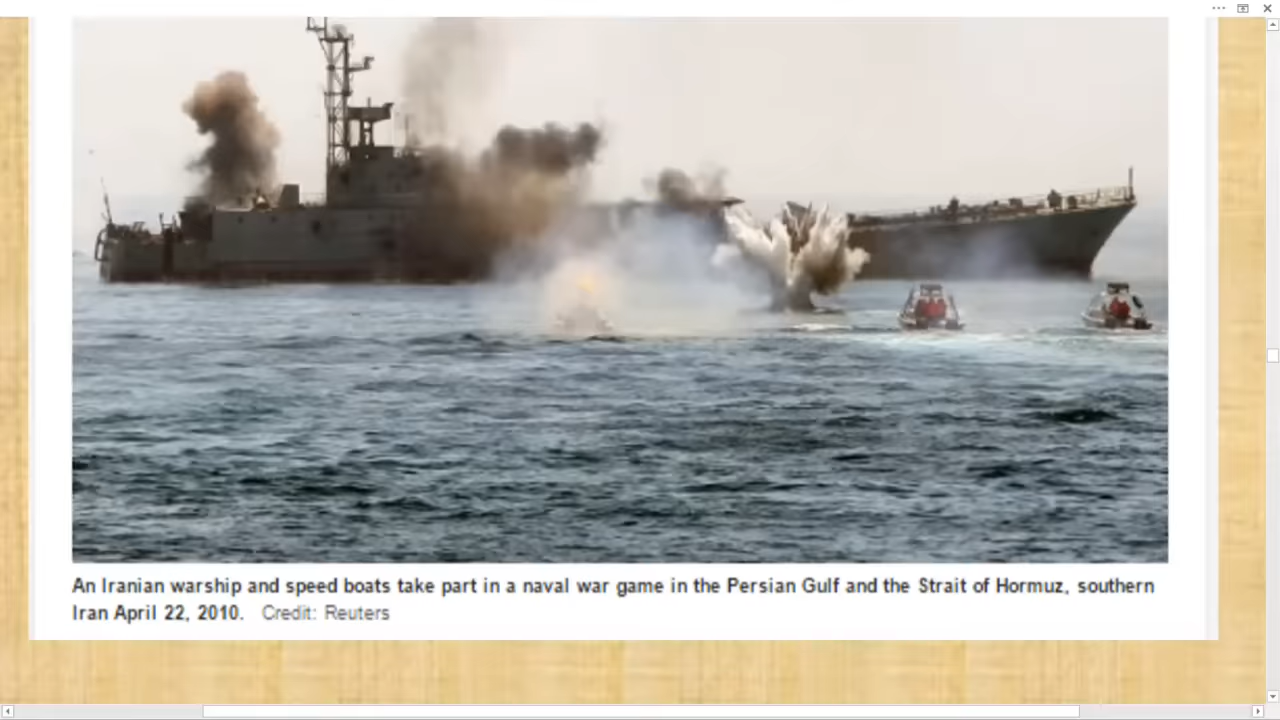 An Iranian warship and speed boats take part in a naval war game in the Persian Gulf and the Strait of Hormuz, southern
Iran April 22, 2010. Credit: Reuters